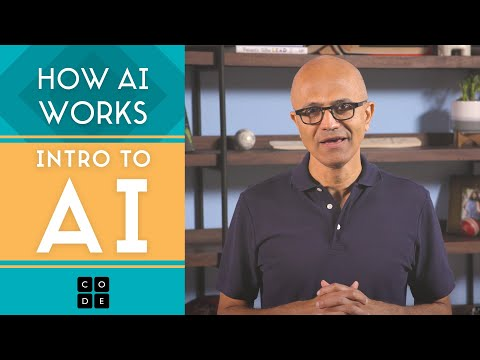 HOW AI
WORKS
INTRO TO
AI
C O
D E